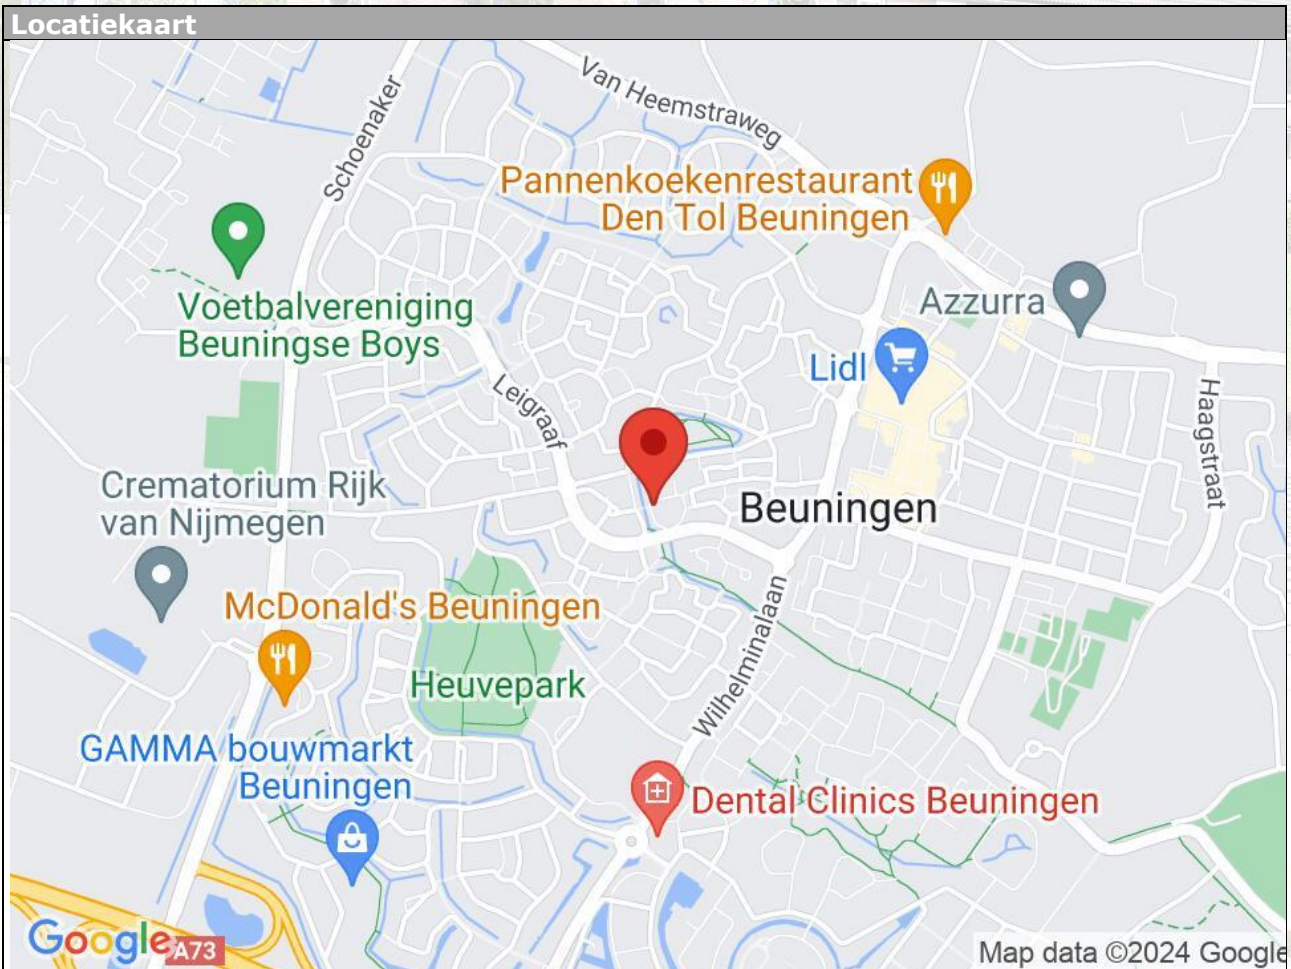 Locatiekaart
Van Heemstraweg
Schoenaker
Pannenkoekenrestaurant
Den Tol Beuningen
Voetbalvereniging
Beuningse Boys
Azzurra
Lidl
Leigraaf
Haagstraat
Crematorium Rijk
van Nijmegen
Beuningen
McDonald's Beuningen
Heuvepark
Wilhelminalaan
GAMMA bouwmarkt
Beuningen
Dental Clinics Beuningen
Google
A73
Map data ©2024 Google